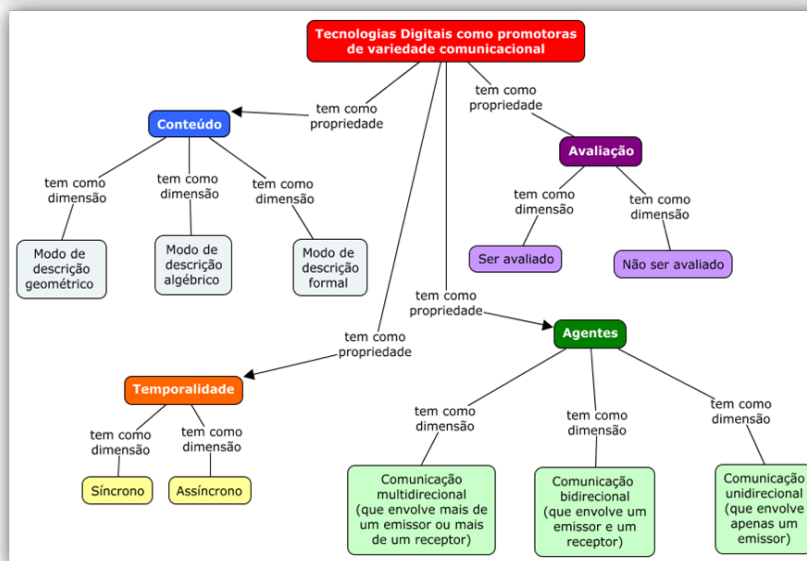 Tecnologias Digitais como promotoras
de variedade comunicacional
tem como
propriedade
Conteúdo
tem como
dimensão
Modo de
descrição
geométrico
tem como
dimensão
Modo de
descrição
algébrico
tem como
dimensão
Modo de
descrição
formal
tem como
propriedade
Avaliação
tem como
dimensão
Ser avaliado
tem como
dimensão
Não ser avaliado
tem como
propriedade
Temporalidade
tem como
dimensão
Síncrono
tem como
dimensão
Assíncrono
tem como
propriedade
Agentes
tem como
dimensão
Comunicação
multidirecional
(que envolve mais de
um emissor ou mais
de um receptor)
tem como
dimensão
Comunicação
bidirecional
(que envolve um
emissor e um
receptor)
tem como
dimensão
Comunicação
unidirecional
(que envolve
apenas um
emissor)